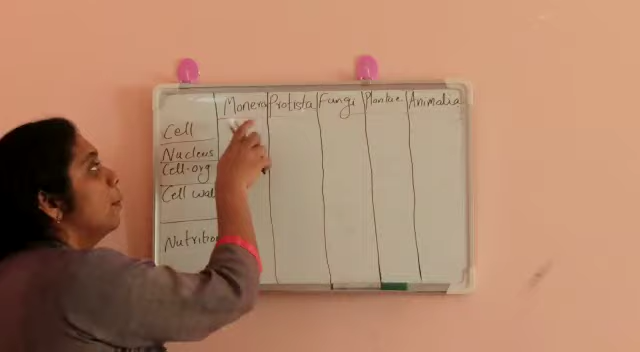 Monera Protista Fungi Plantae Animalia
Cell
Nucleus
Cell-org
Cell wall
Nutrition